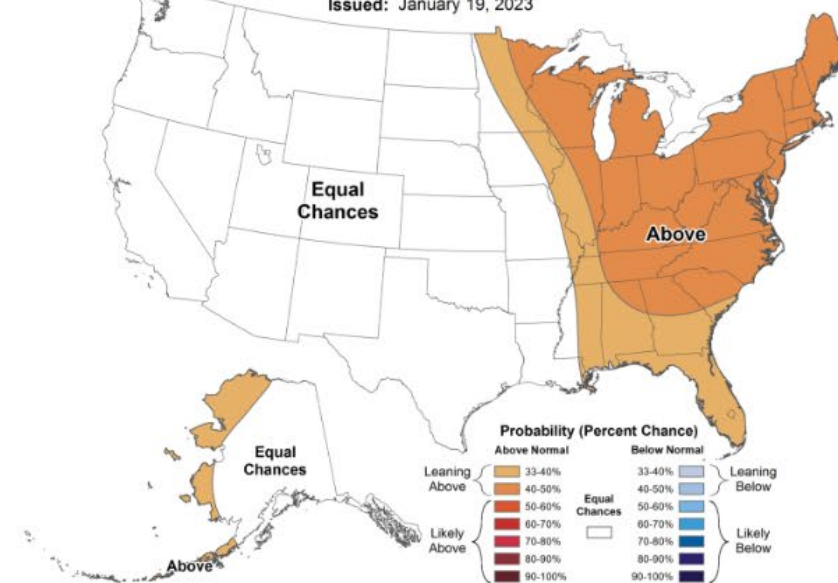 Issued: January 19, 2023
Equal
Chances
Above
Equal
Chances
Above
Probability (Percent Chance)
Above Normal Below Normal
Leaning
Above
33-40%
40-50%
Likely
Above
50-60%
60-70%
70-80%
80-90%
90-100%
Equal
Chances
33-40%
40-50%
Leaning
Below
50-60%
60-70%
70-80%
80-90%
90-100%
Likely
Below